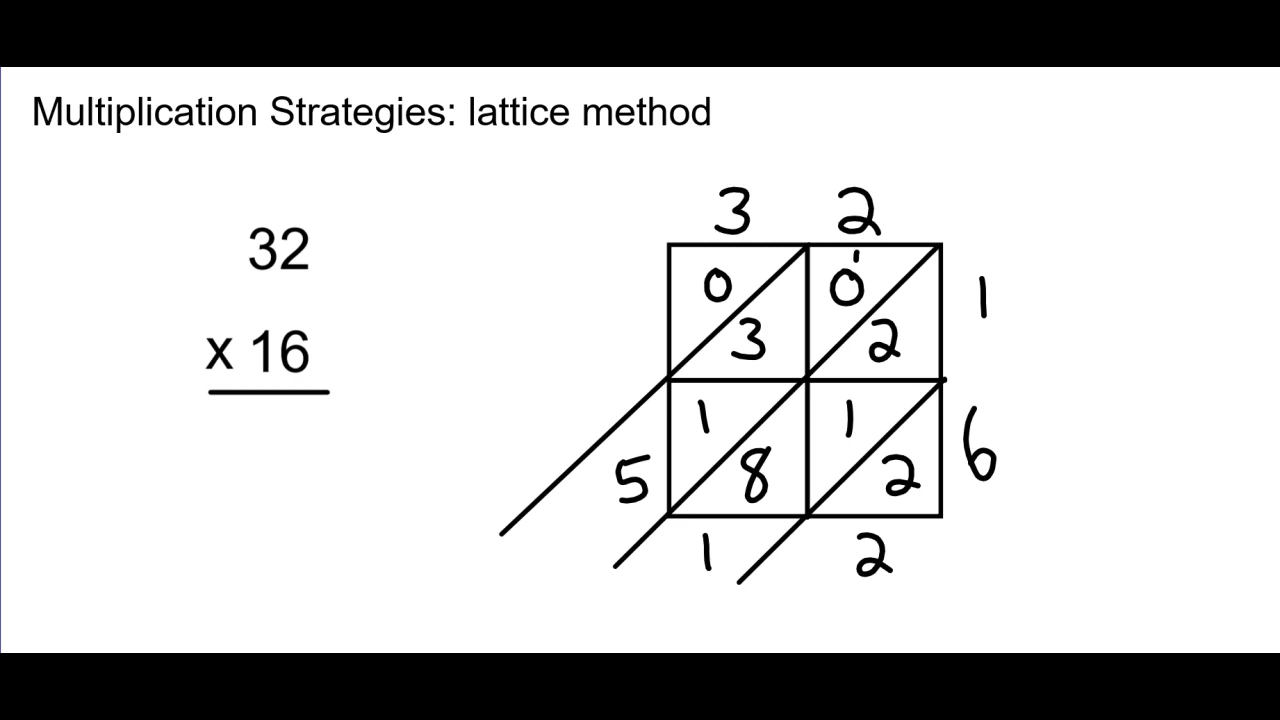 Multiplication Strategies: lattice method
32
x 16
3 2
0 0 1
3 2
1 1
8 2 6
5
1 2
1